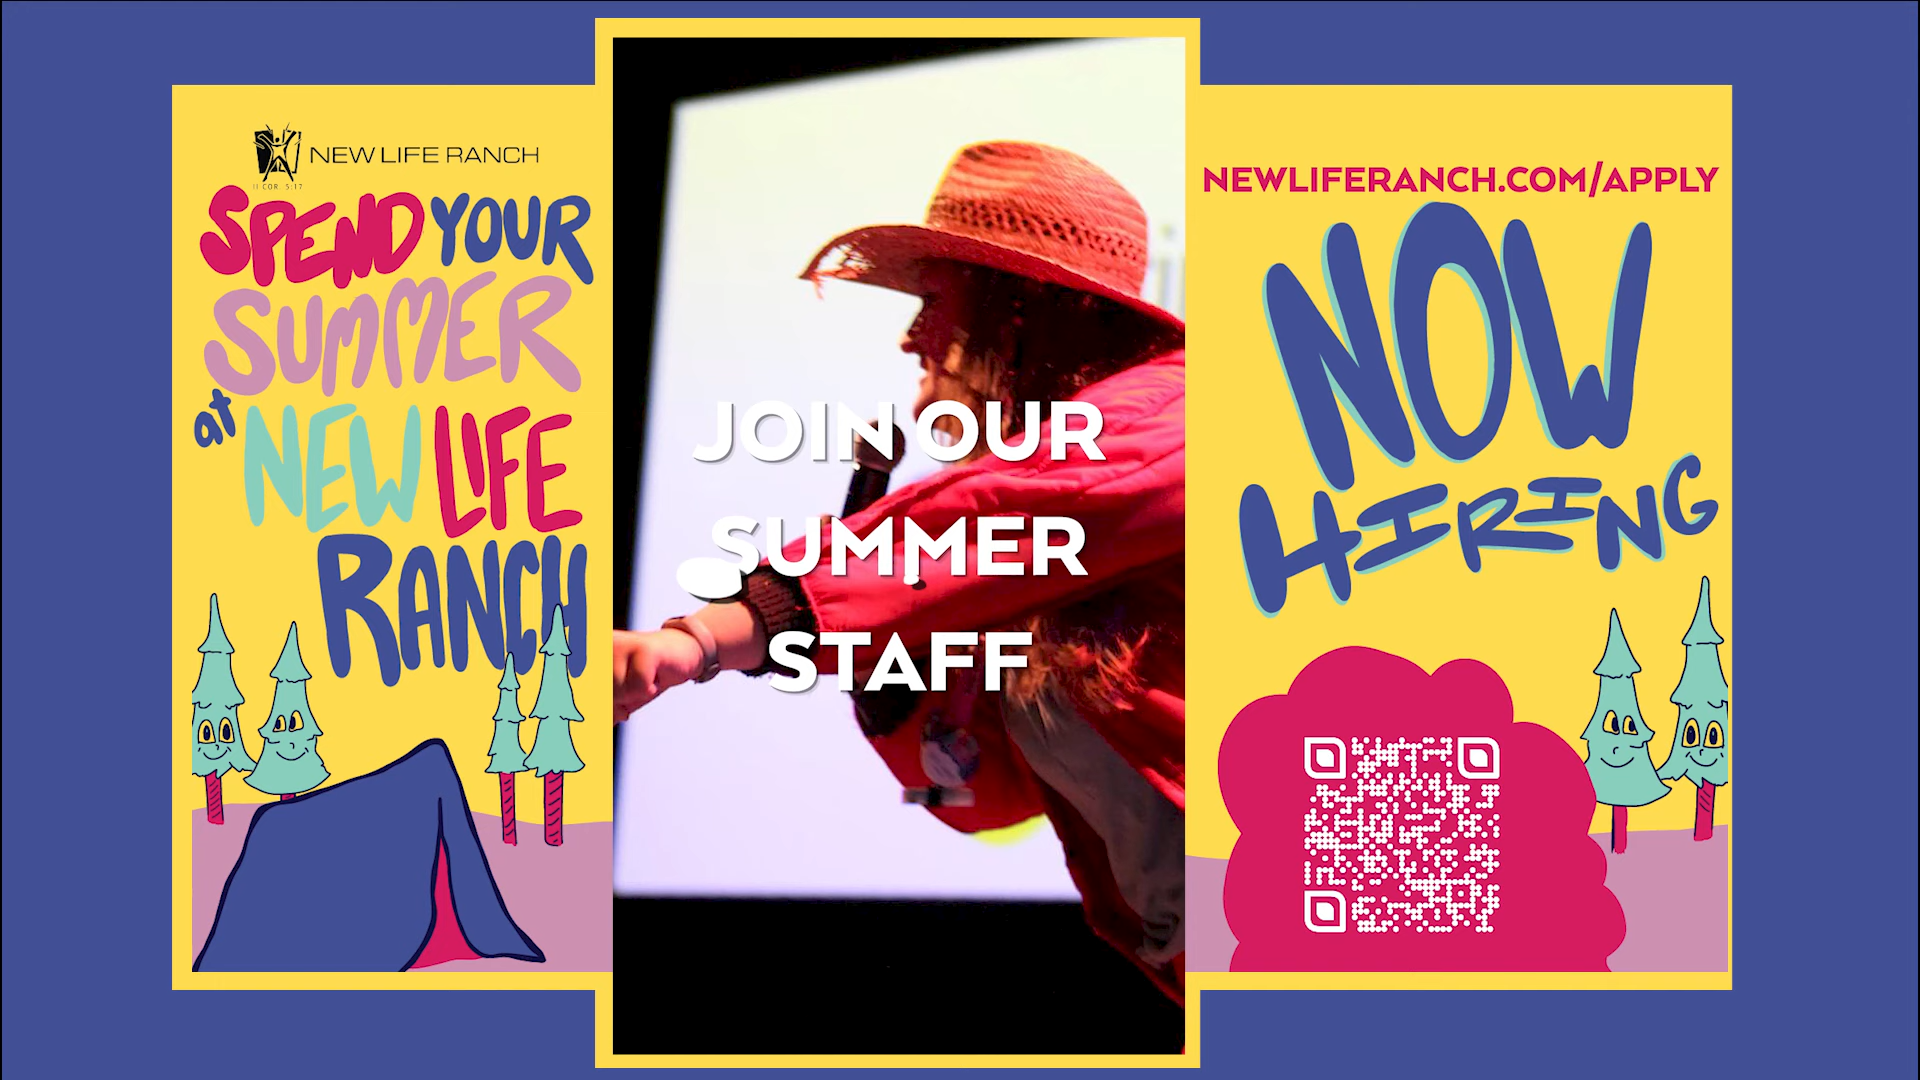 NEW LIFE RANCH
II COR. 5:17
SPEND YOUR
SUMMER
at NEW LIFE
RANCH
JOIN OUR
SUMMER
STAFF
NEWLIFERANCH.COM/APPLY
NOW
HIRING